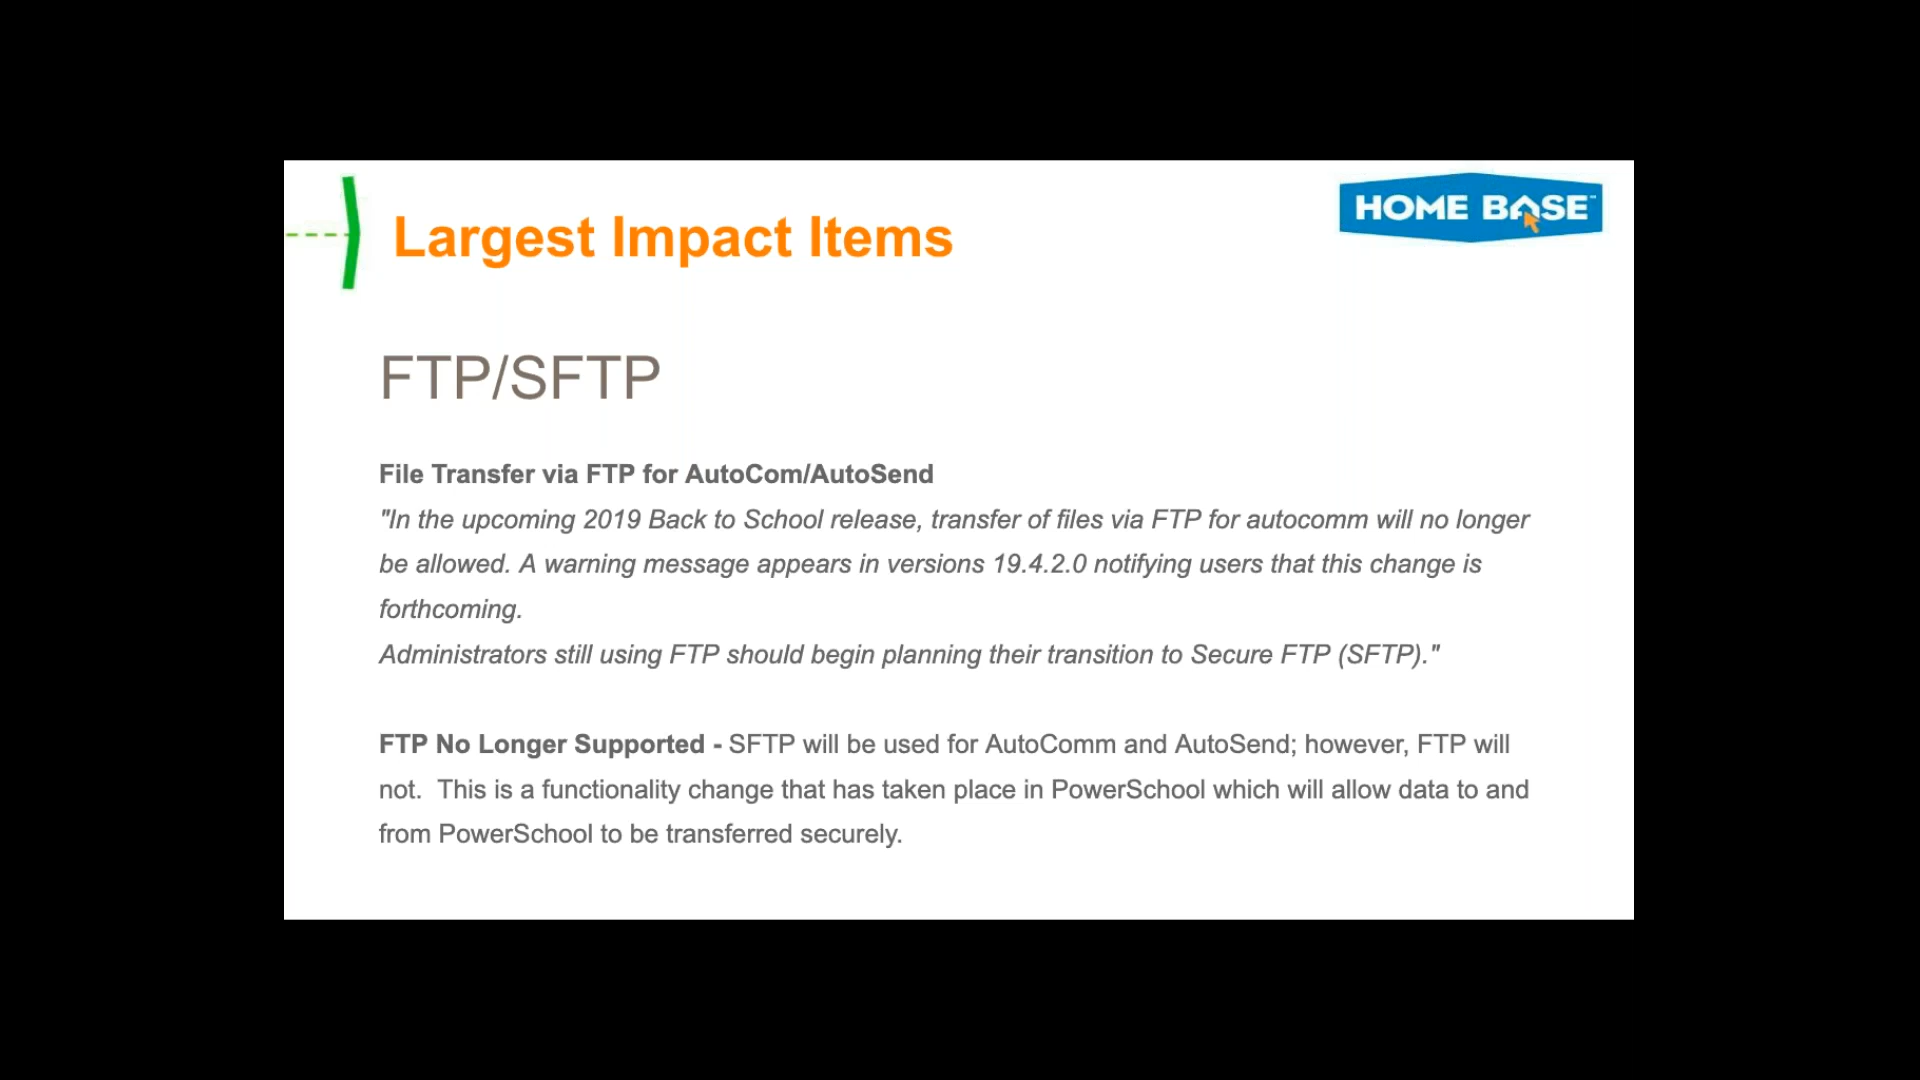 HOME BASE™
Largest Impact Items
FTP/SFTP
File Transfer via FTP for AutoCom/AutoSend
"In the upcoming 2019 Back to School release, transfer of files via FTP for autocomm will no longer
be allowed. A warning message appears in versions 19.4.2.0 notifying users that this change is
forthcoming.
Administrators still using FTP should begin planning their transition to Secure FTP (SFTP)."
FTP No Longer Supported - SFTP will be used for AutoComm and AutoSend; however, FTP will
not.  This is a functionality change that has taken place in PowerSchool which will allow data to and
from PowerSchool to be transferred securely.